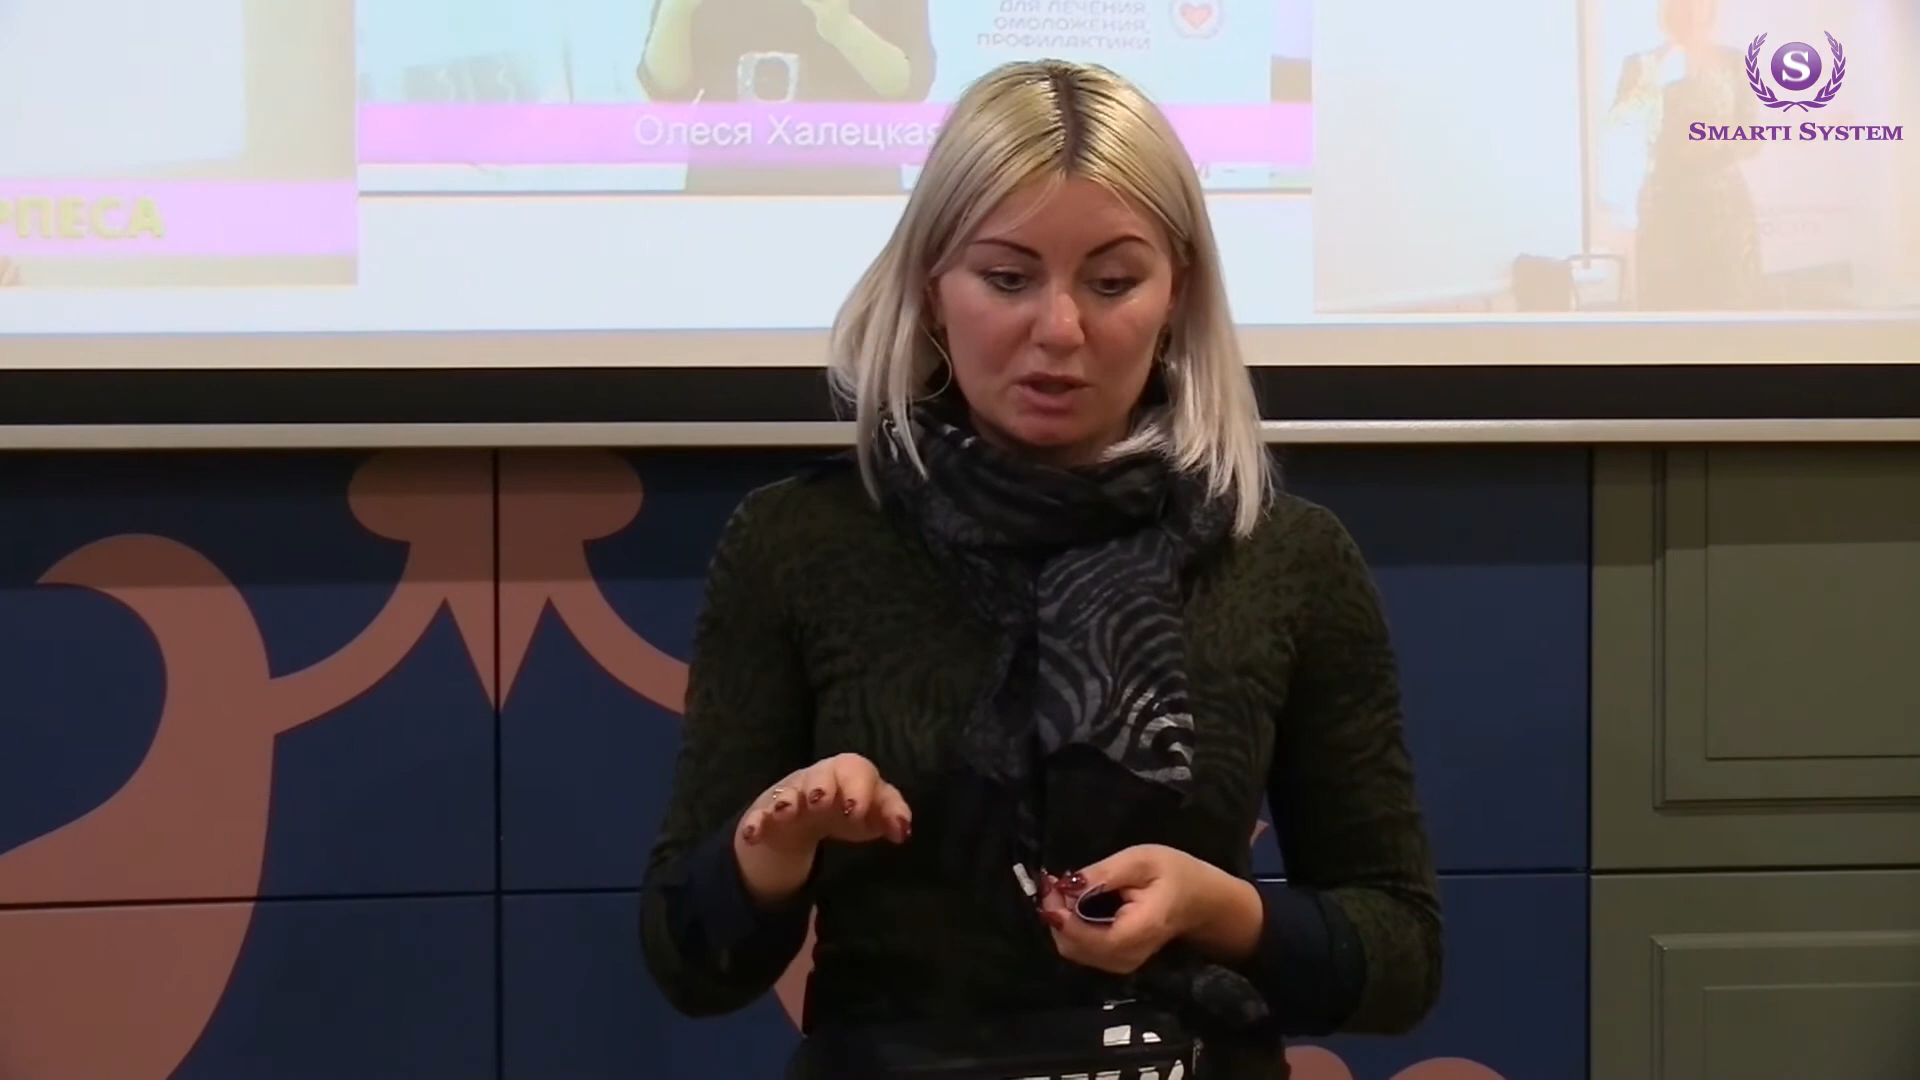 ДЛЯ ЛЕЧЕНИЯ,
ОМОЛОЖЕНИЯ,
ПРОФИЛАКТИКИ
S
SMARTI SYSTEM
Олеся Халецкая
РПЕСА